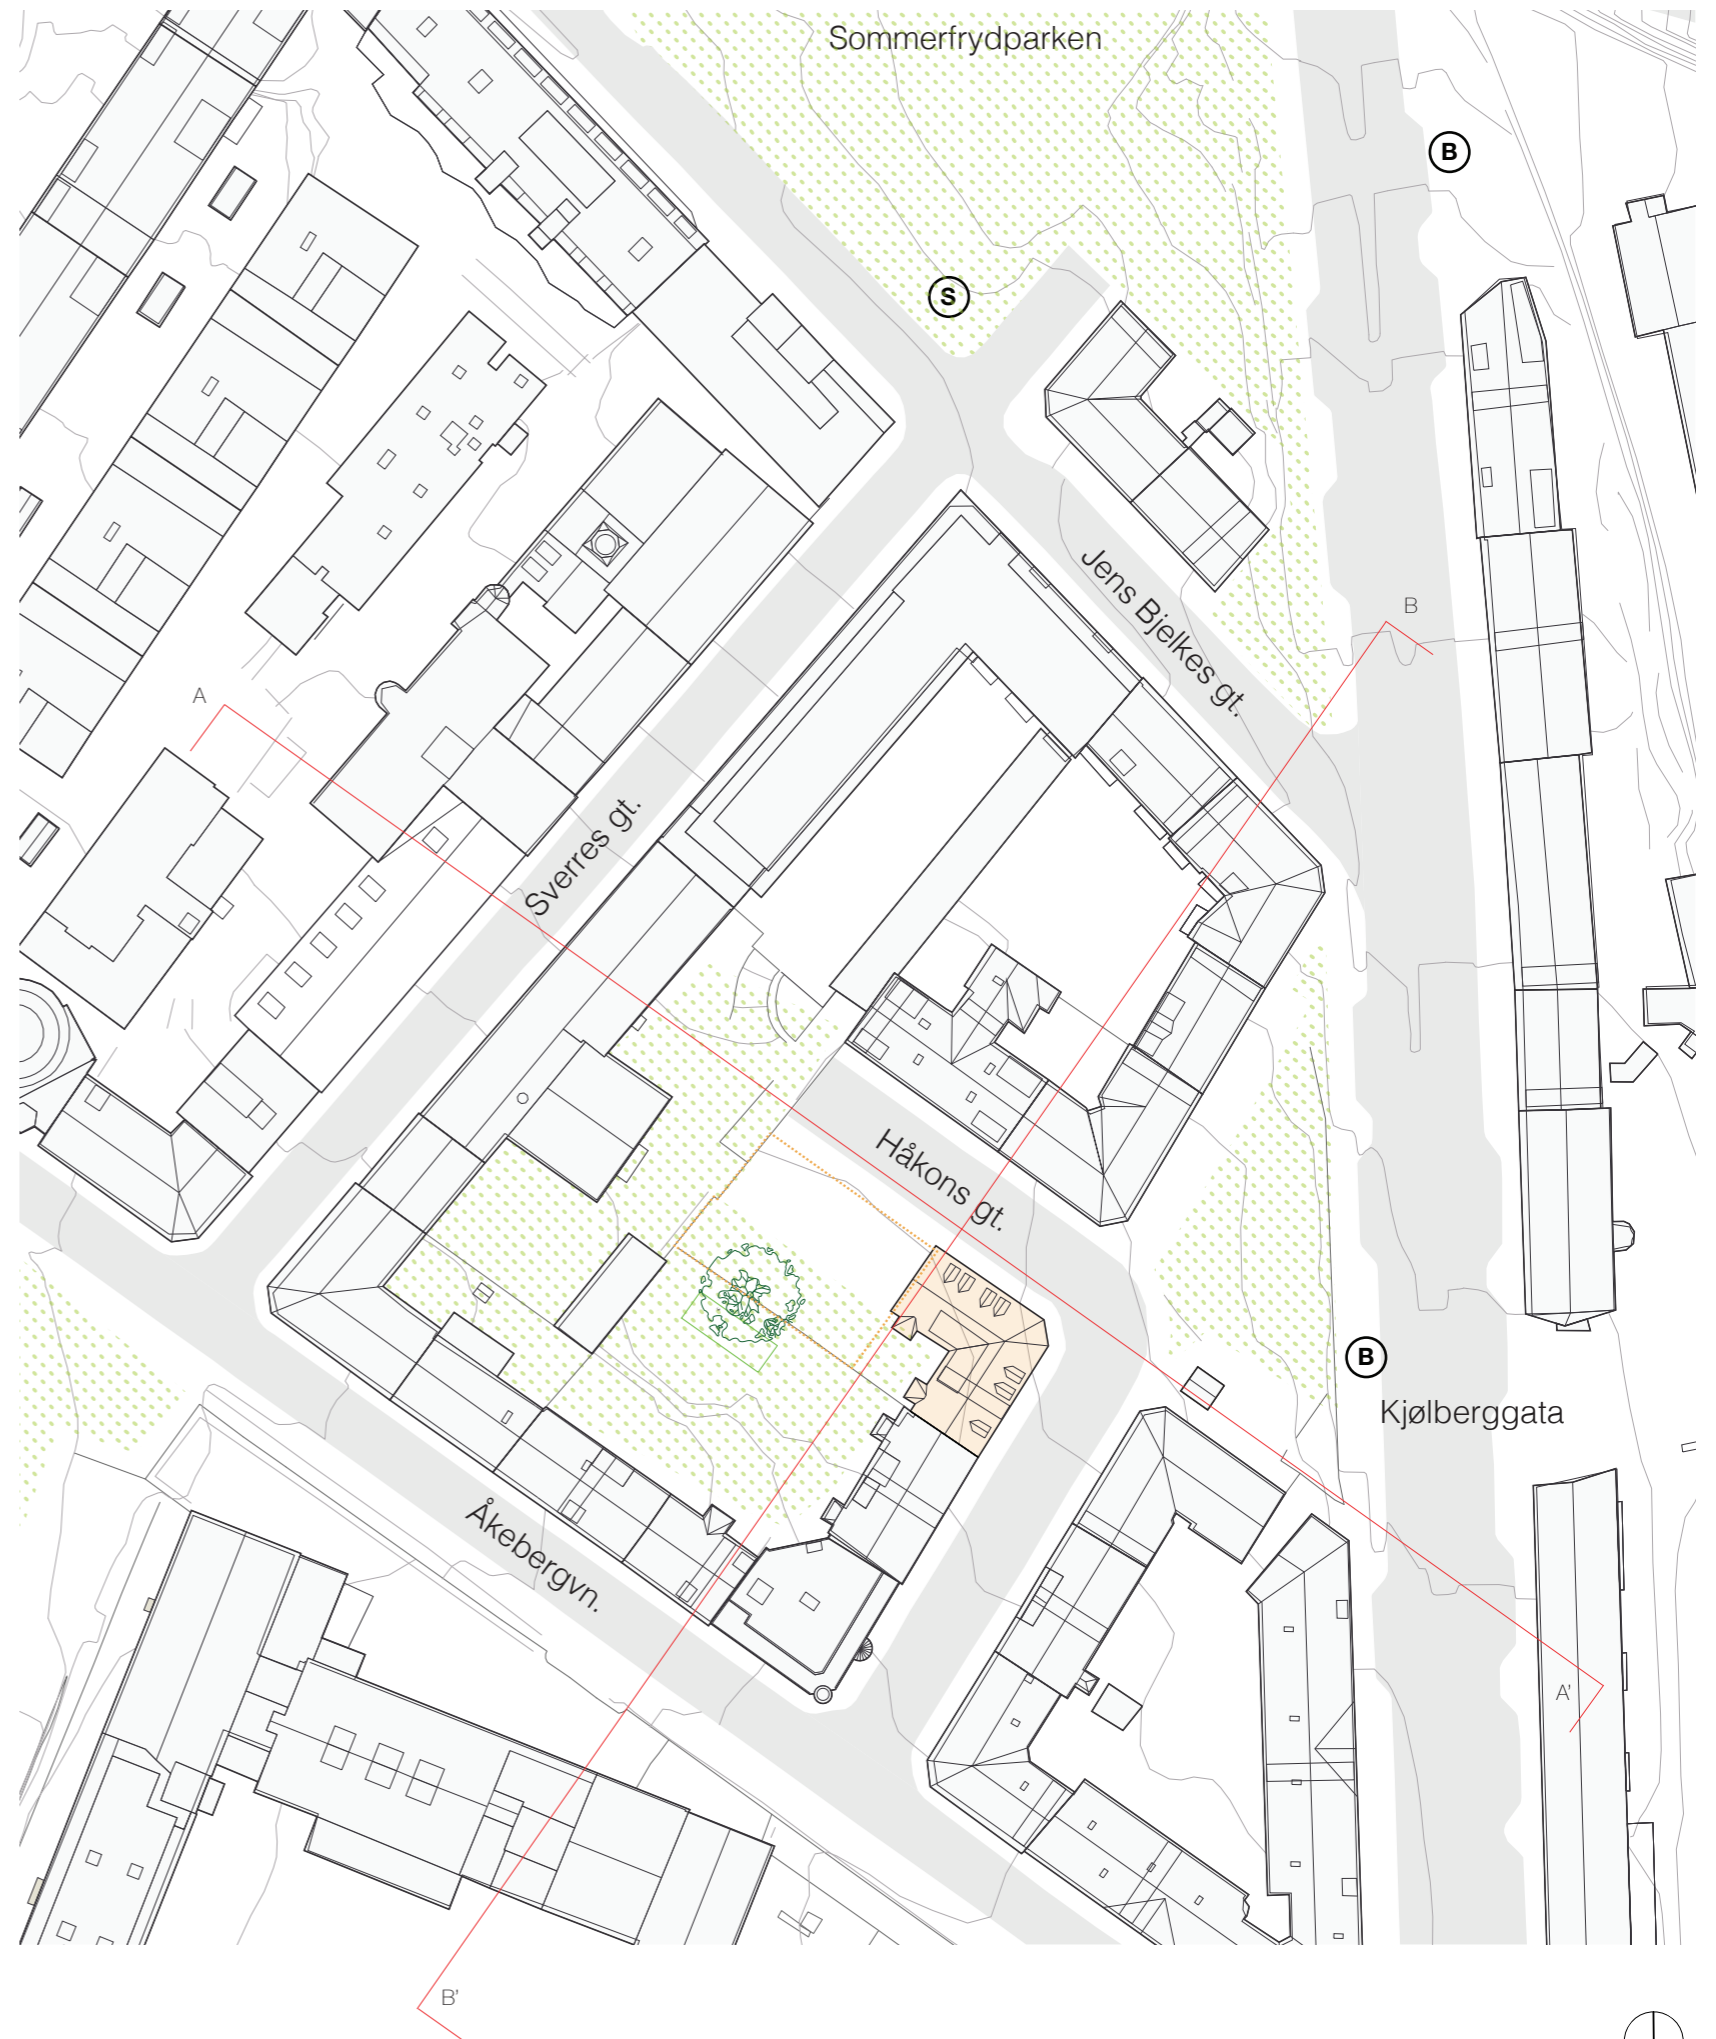 Sommerfrydparken
B
S
Jens Bjelkes gt.
B
A
Sverres gt.
Håkons gt.
B
Kjølberggata
Åkebergvn.
A'
B'